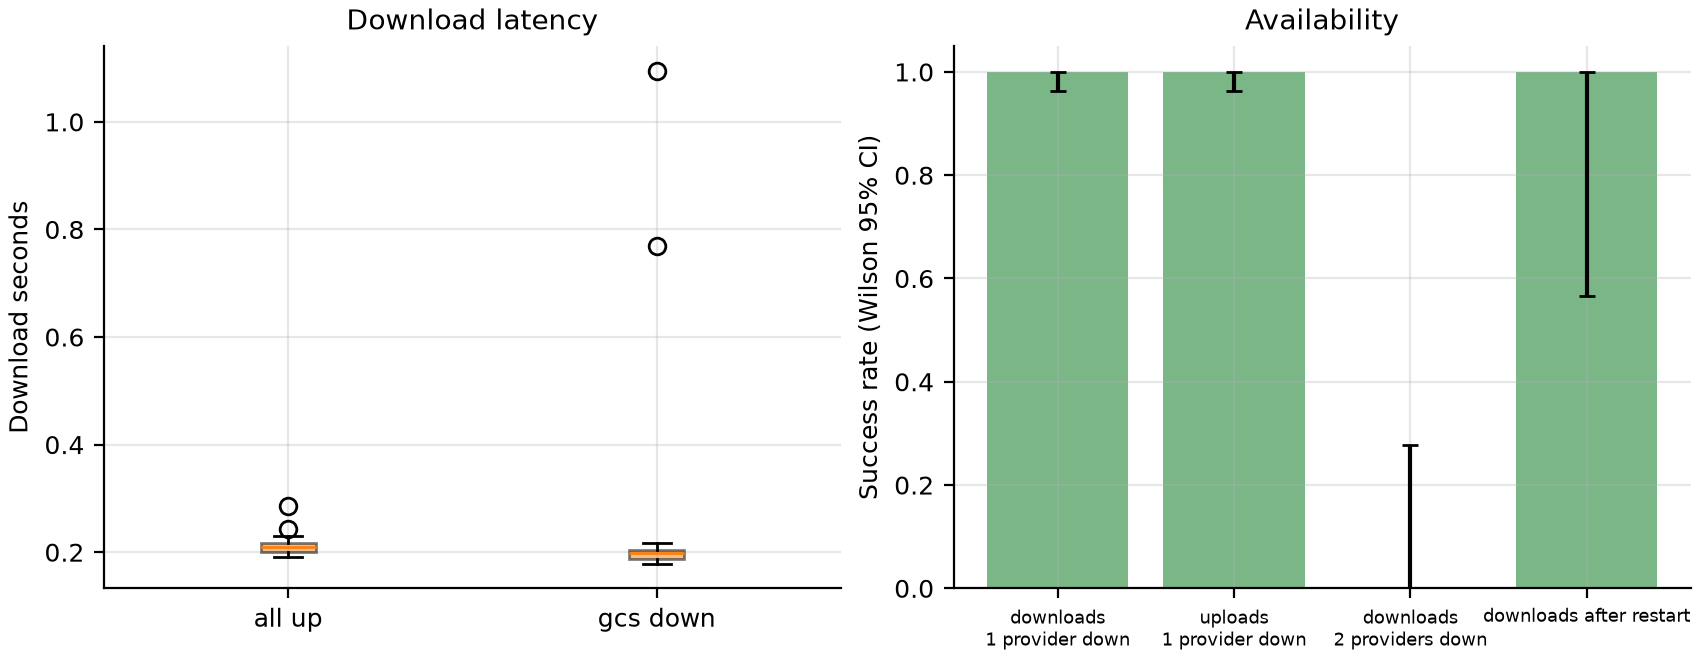 Download latency
Download seconds
1.0
0.8
0.6
0.4
0.2
all up
gcs down
Availability
Success rate (Wilson 95% CI)
1.0
0.8
0.6
0.4
0.2
0.0
downloads
1 provider down
uploads
1 provider down
downloads
2 providers down
downloads after restart